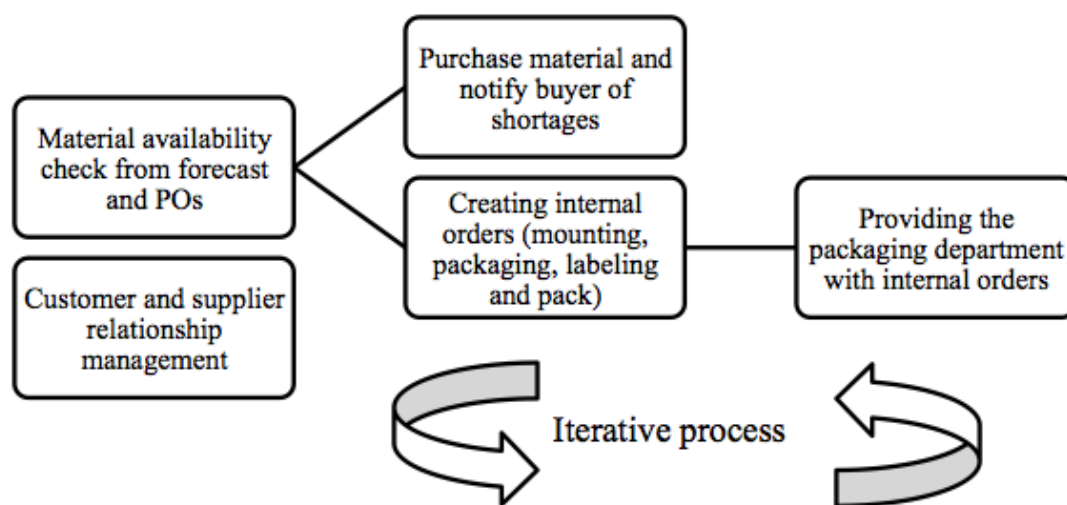 Purchase material and
notify buyer of
shortages
Material availability
check from forecast
and POs
Creating internal
orders (mounting,
packaging, labeling
and pack)
Providing the
packaging department
with internal orders
Customer and supplier
relationship
management
Iterative process